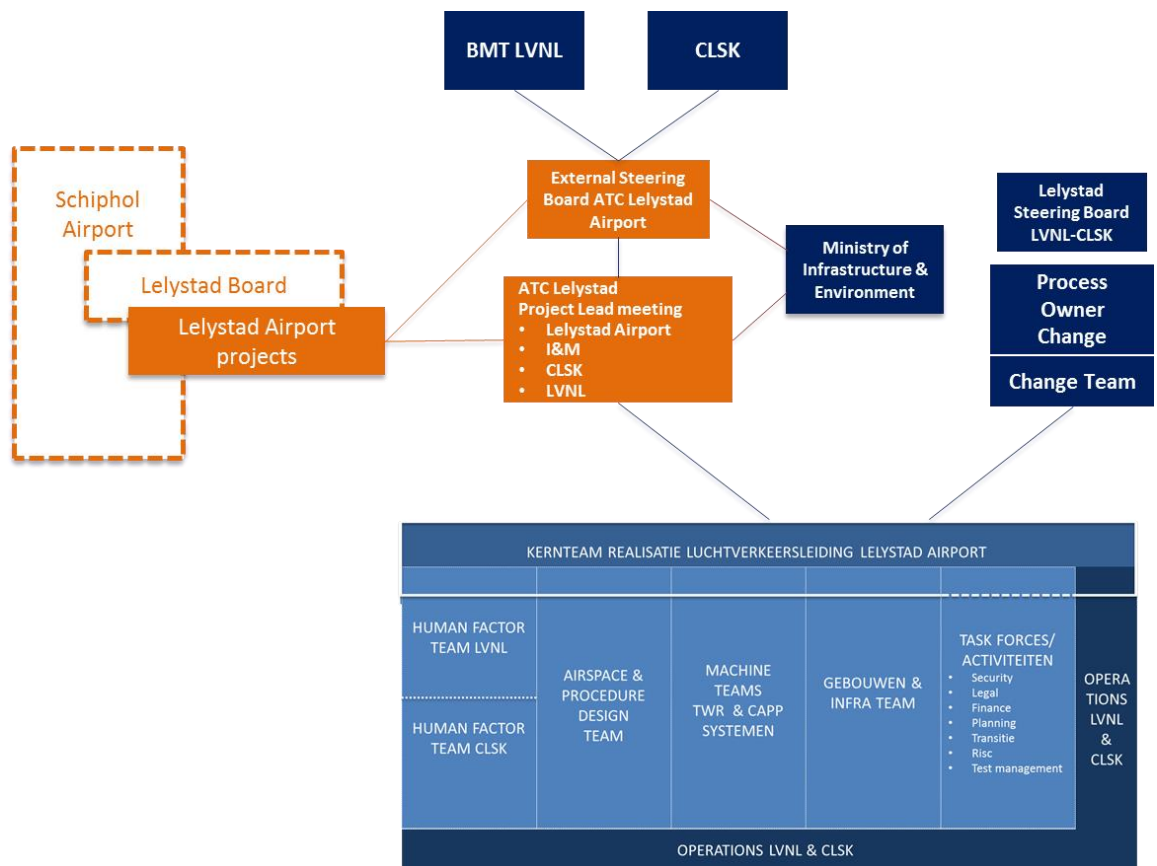 BMT LVNL
CLSK
Schiphol
Airport
Lelystad Board
Lelystad Airport
projects
External Steering
Board ATC Lelystad
Airport
ATC Lelystad
Project Lead meeting
• Lelystad Airport
• I&M
• CLSK
• LVNL
Ministry of
Infrastructure &
Environment
Lelystad
Steering Board
LVNL-CLSK
Process
Owner
Change
Change Team
KERNTEAM REALISATIE LUCHTVERKEERSLEIDING LELYSTAD AIRPORT
HUMAN FACTOR
TEAM LVNL
HUMAN FACTOR
TEAM CLSK
AIRSPACE &
PROCEDURE
DESIGN
TEAM
MACHINE
TEAMS
TWR & CAPP
SYSTEMEN
GEBOUWEN &
INFRA TEAM
TASK FORCES/
ACTIVITEITEN
• Security
• Legal
• Finance
• Planning
• Transitie
• Risc
• Test management
OPERA
TIONS
LVNL
&
CLSK
OPERATIONS LVNL & CLSK